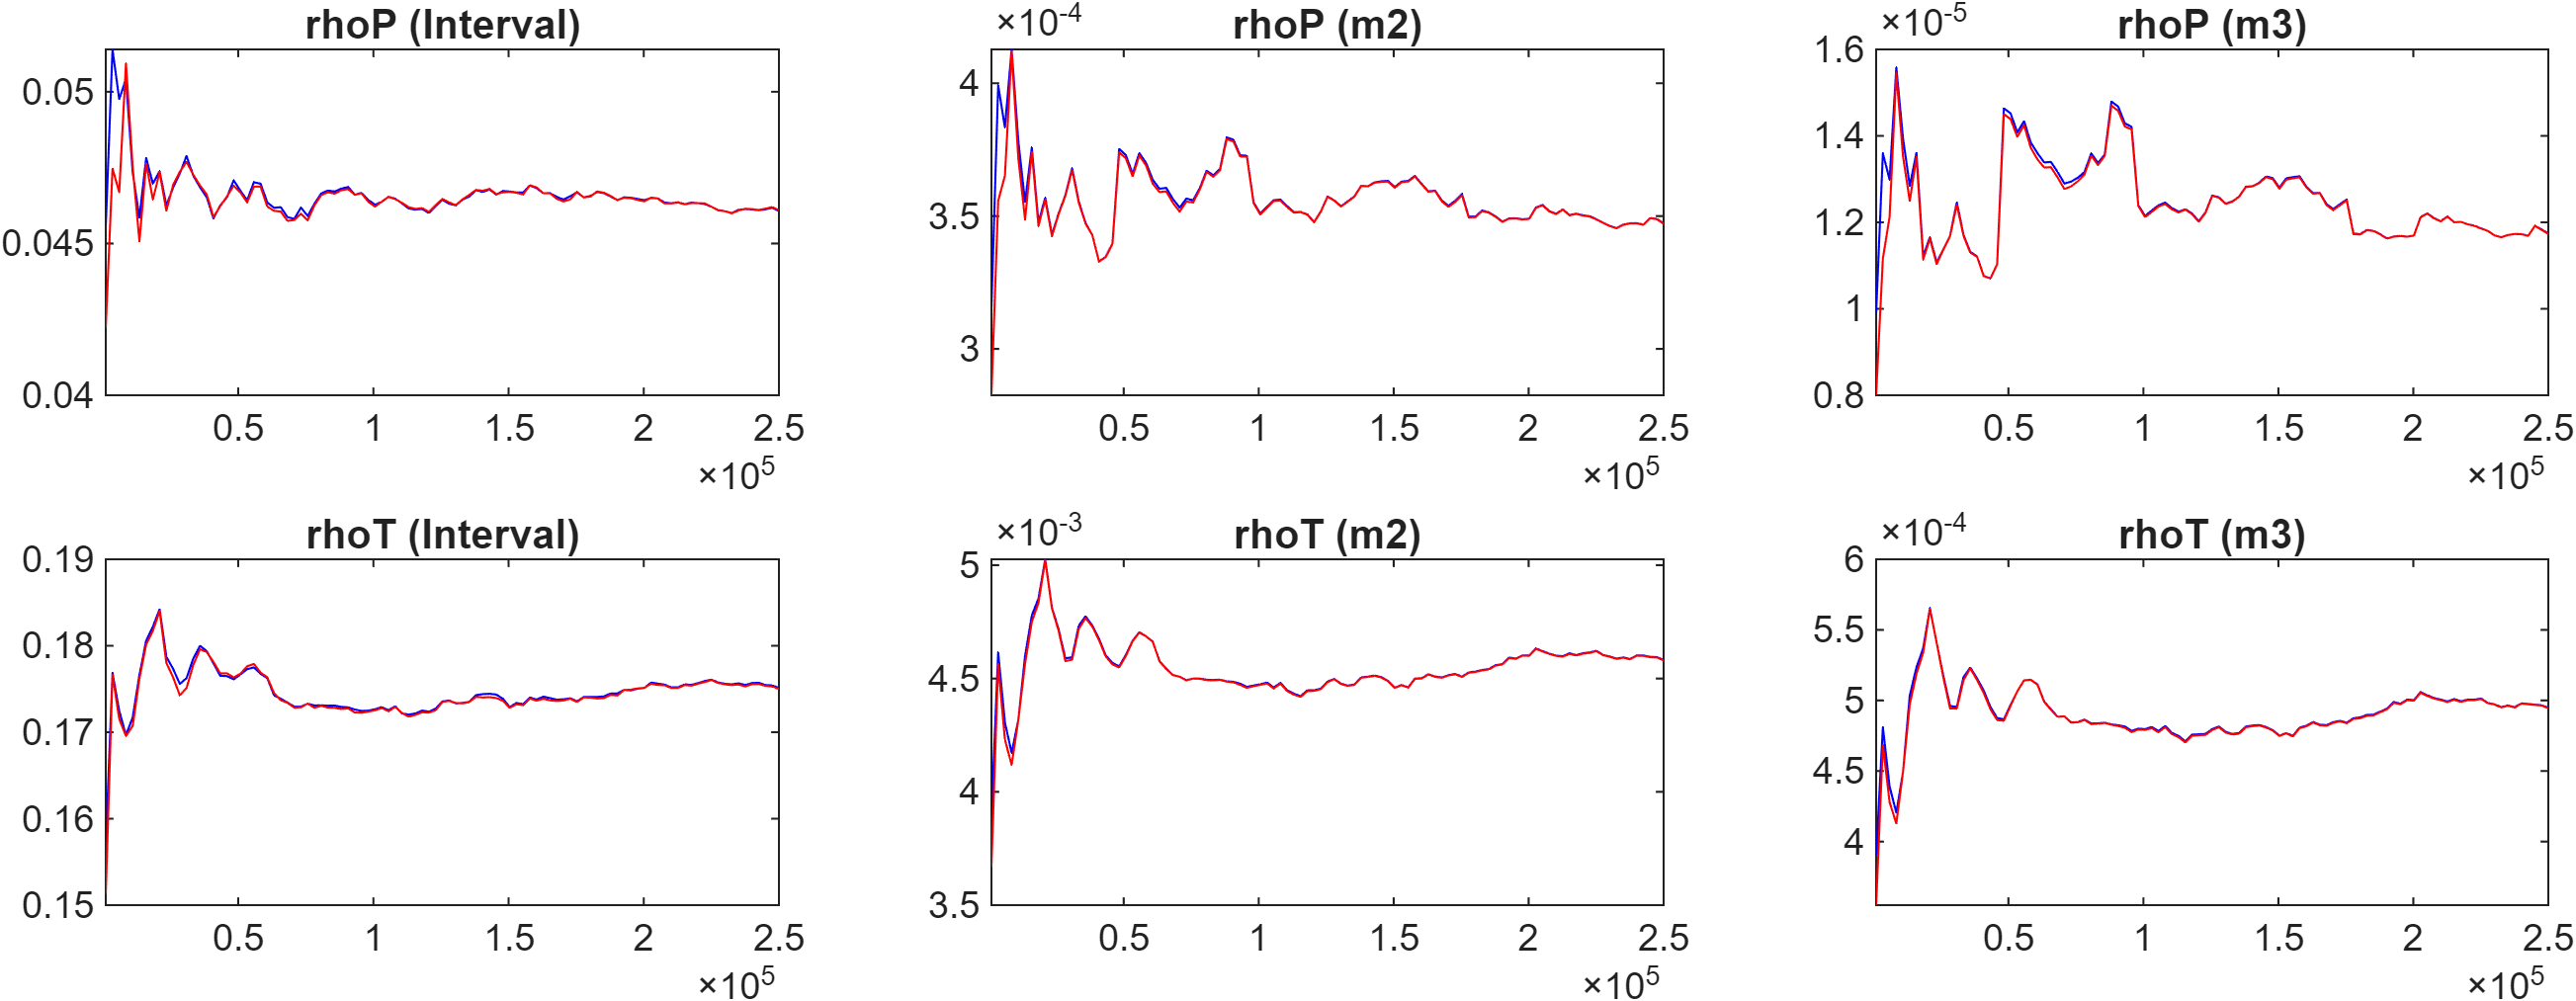 rhoP (Interval)
0.05
0.045
0.04
0.5 1 1.5 2 2.5
×10^5
rhoP (m2)
×10^-4
4
3.5
3
0.5 1 1.5 2 2.5
×10^5
rhoP (m3)
×10^-5
1.6
1.4
1.2
1
0.8
0.5 1 1.5 2 2.5
×10^5
rhoT (Interval)
0.19
0.18
0.17
0.16
0.15
0.5 1 1.5 2 2.5
×10^5
rhoT (m2)
×10^-3
5
4.5
4
3.5
0.5 1 1.5 2 2.5
×10^5
rhoT (m3)
×10^-4
6
5.5
5
4.5
4
0.5 1 1.5 2 2.5
×10^5